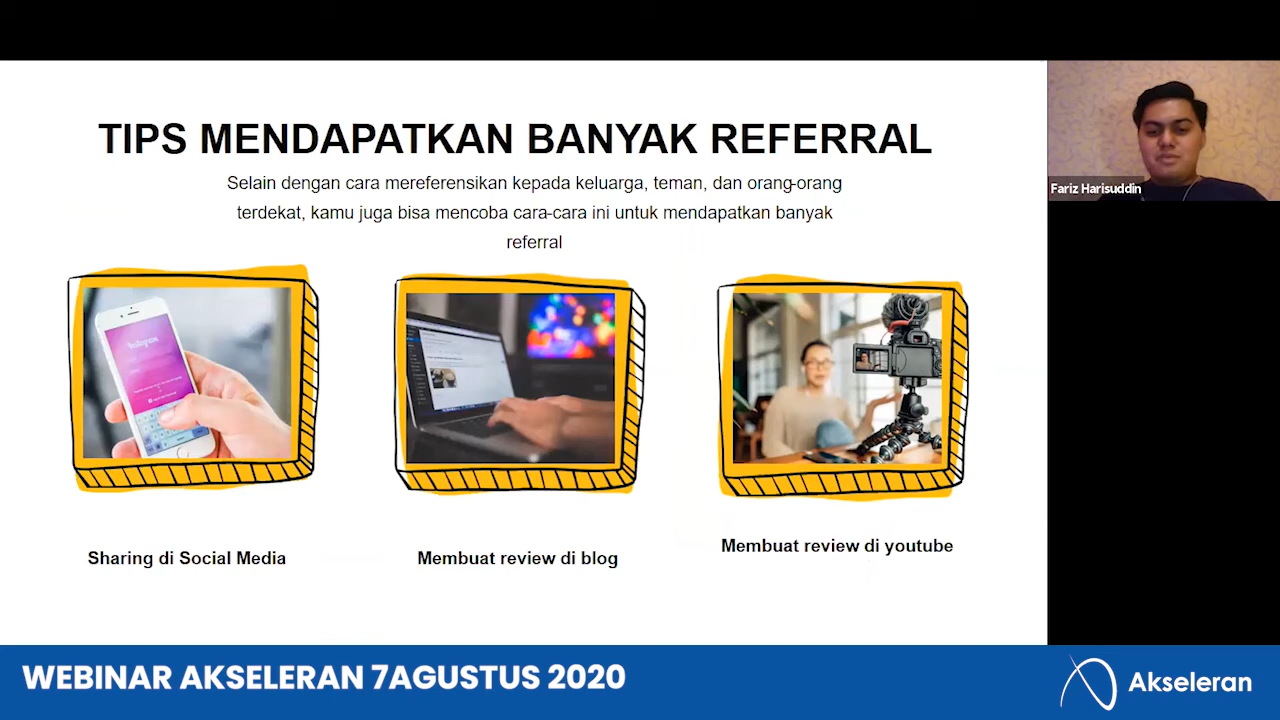 TIPS MENDAPATKAN BANYAK REFERRAL
Selain dengan cara mereferensikan kepada keluarga, teman, dan orang-orang
terdekat, kamu juga bisa mencoba cara-cara ini untuk mendapatkan banyak
referral
Fariz Harisuddin
Instagram
Sharing di Social Media
Membuat review di blog
Membuat review di youtube
WEBINAR AKSELERAN 7AGUSTUS 2020
Akseleran